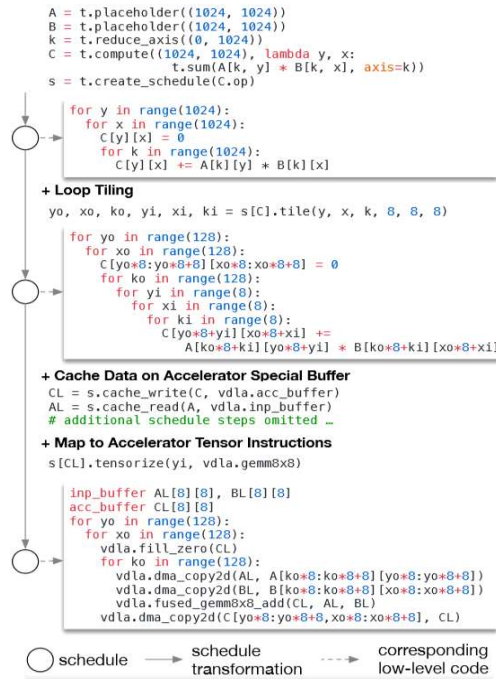 A = t.placeholder((1024, 1024))
B = t.placeholder((1024, 1024))
k = t.reduce_axis((0, 1024))
C = t.compute((1024, 1024), lambda y, x:
t.sum(A[k, y] * B[k, x], axis=k))
s = t.create_schedule(C.op)
for y in range(1024):
for x in range(1024):
C[y][x] = 0
for k in range(1024):
C[y][x] += A[k][y] * B[k][x]
+ Loop Tiling
yo, xo, ko, yi, xi, ki = s[C].tile(y, x, k, 8, 8, 8)
for yo in range(128):
for xo in range(128):
C[yo*8:yo*8+8][xo*8:xo*8+8] = 0
for ko in range(128):
for yi in range(8):
for xi in range(8):
for ki in range(8):
C[yo*8+yi][xo*8+xi] +=
A[ko*8+ki][yo*8+yi] * B[ko*8+ki][xo*8+xi]
+ Cache Data on Accelerator Special Buffer
CL = s.cache_write(C, vdla.acc_buffer)
AL = s.cache_read(A, vdla.inp_buffer)
# additional schedule steps omitted …
+ Map to Accelerator Tensor Instructions
s[CL].tensorize(yi, vdla.gemm8x8)
inp_buffer AL[8][8], BL[8][8]
acc_buffer CL[8][8]
for yo in range(128):
for xo in range(128):
vdla.fill_zero(CL)
for ko in range(128):
vdla.dma_copy2d(AL, A[ko*8:ko*8+8][yo*8:yo*8+8])
vdla.dma_copy2d(BL, B[ko*8:ko*8+8][xo*8:xo*8+8])
vdla.fused_gemm8x8_add(CL, AL, BL)
vdla.dma_copy2d(C[yo*8:yo*8+8,xo*8:xo*8+8], CL)
schedule
schedule transformation
corresponding low-level code